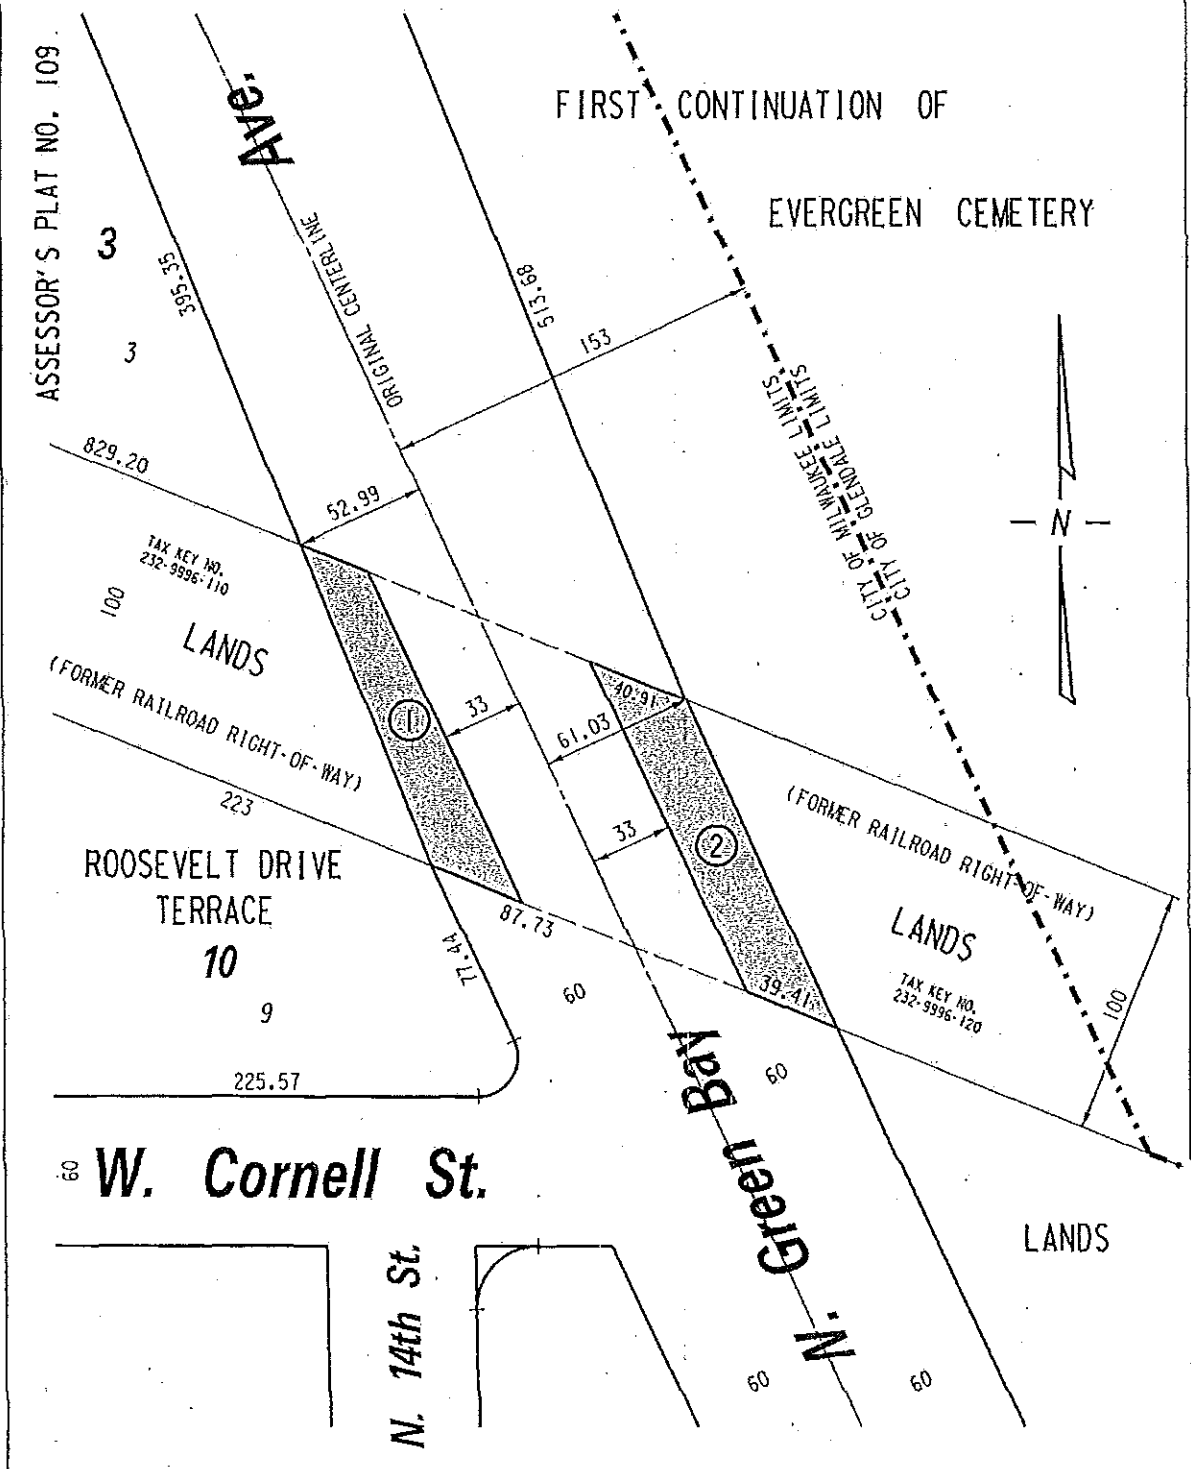 ASSESSOR'S PLAT NO. 109.
Ave.
FIRST CONTINUATION OF
EVERGREEN CEMETERY
3
3
395.35
ORIGINAL CENTERLINE
513.68
153
CITY OF MILWAUKEE LIMITS
CITY OF GLENDALE LIMITS
829.20
52.99
N
TAX KEY NO.
232-9996-110
100
LANDS
(FORMER RAILROAD RIGHT-OF-WAY)
1
33
40.91
61.03
223
33
2
(FORMER RAILROAD RIGHT-OF-WAY)
ROOSEVELT DRIVE
TERRACE
10
9
87.73
77.44
60
39.41
LANDS
TAX KEY NO.
232-9996-120
100
225.57
60
60
W. Cornell St.
N. Green Bay
LANDS
N. 14th St.
60
60